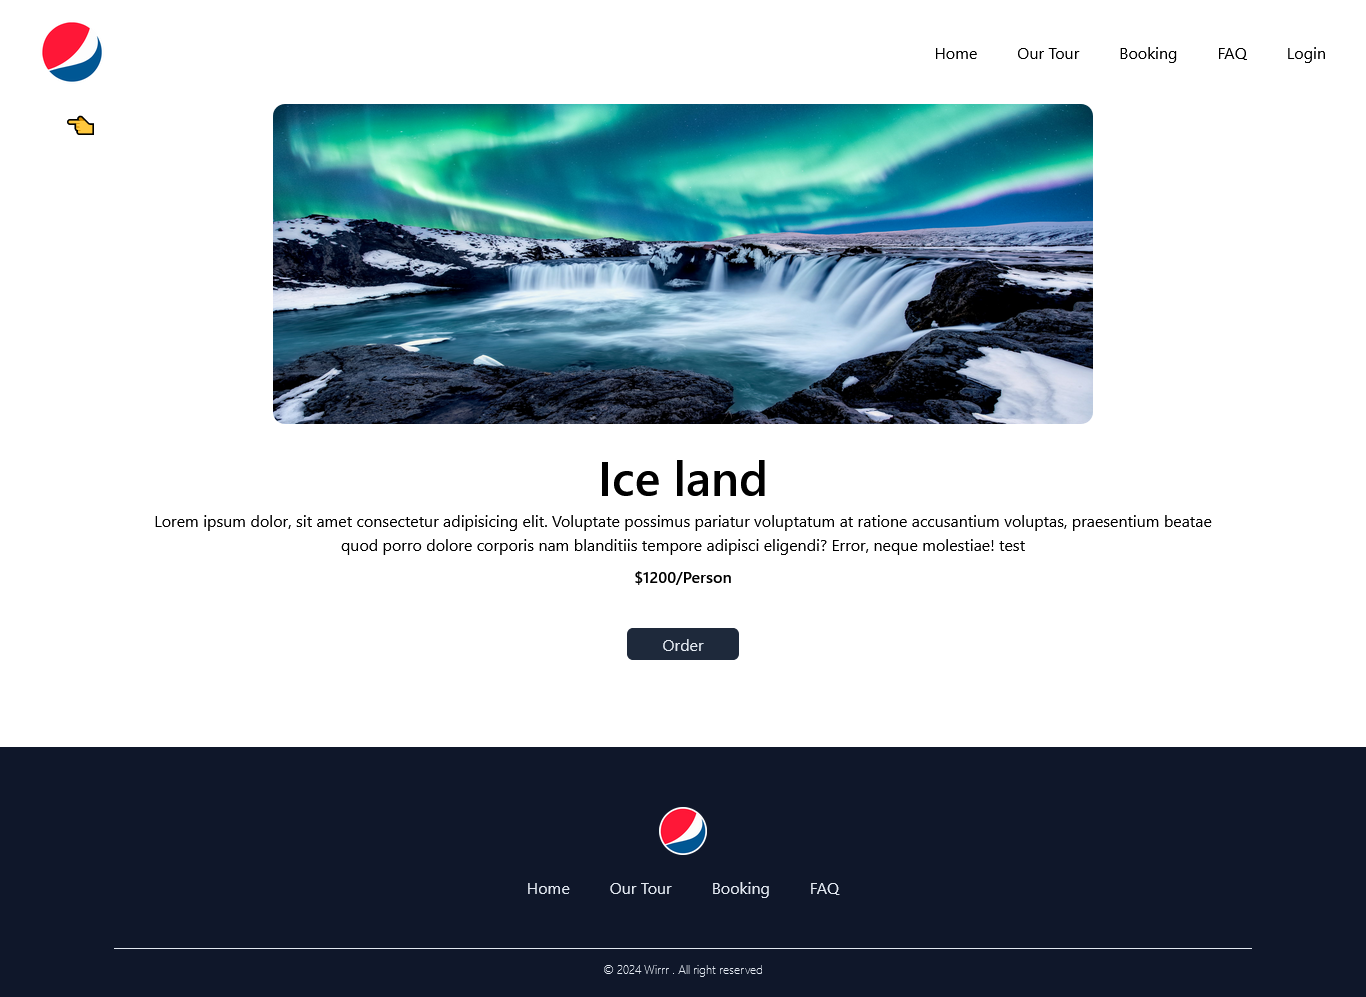 Home Our Tour Booking FAQ Login
Ice land
Lorem ipsum dolor, sit amet consectetur adipisicing elit. Voluptate possimus pariatur voluptatum at ratione accusantium voluptas, praesentium beatae
quod porro dolore corporis nam blanditiis tempore adipisci eligendi? Error, neque molestiae! test
$1200/Person
Order
Home Our Tour Booking FAQ
© 2024 Wirrr . All right reserved